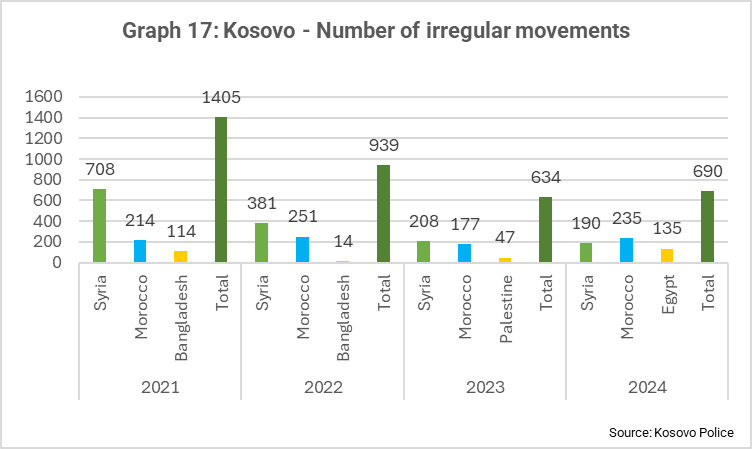 Graph 17: Kosovo - Number of irregular movements
1600
1400
1200
1000
800
600
400
200
0
708
214
114
1405
381
251
14
939
208
177
47
634
190
235
135
690
Syria
Morocco
Bangladesh
Total
Syria
Morocco
Bangladesh
Total
Syria
Morocco
Palestine
Total
Syria
Morocco
Egypt
Total
2021
2022
2023
2024
Source: Kosovo Police